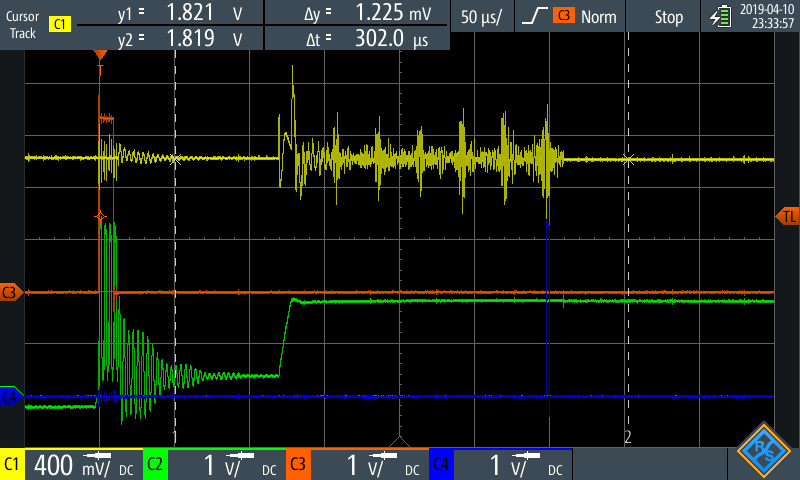 Cursor Track C1 y1 = 1.821 V Δy = 1.225 mV 50 µs/ C3 Norm Stop 2019-04-10
y2 = 1.819 V Δt = 302.0 µs 23:33:57
T
TL
C3
C4
1 2
C1 400 mV/ DC C2 1 V/ DC C3 1 V/ DC C4 1 V/ DC
R&S